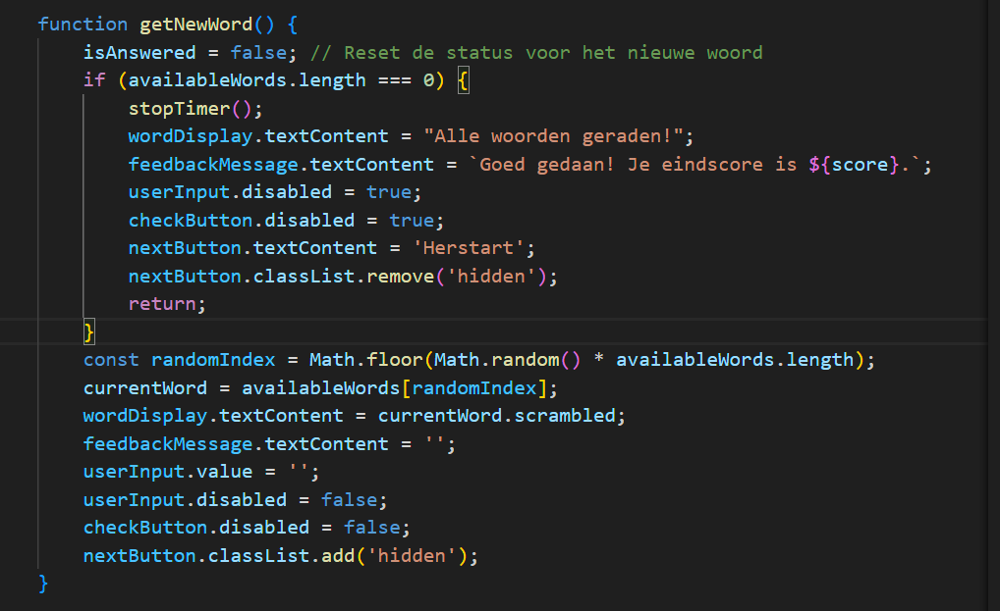 function getNewWord() {
    isAnswered = false; // Reset de status voor het nieuwe woord
    if (availableWords.length === 0) {
        stopTimer();
        wordDisplay.textContent = "Alle woorden geraden!";
        feedbackMessage.textContent = `Goed gedaan! Je eindscore is ${score}.`;
        userInput.disabled = true;
        checkButton.disabled = true;
        nextButton.textContent = 'Herstart';
        nextButton.classList.remove('hidden');
        return;
    }
    const randomIndex = Math.floor(Math.random() * availableWords.length);
    currentWord = availableWords[randomIndex];
    wordDisplay.textContent = currentWord.scrambled;
    feedbackMessage.textContent = '';
    userInput.value = '';
    userInput.disabled = false;
    checkButton.disabled = false;
    nextButton.classList.add('hidden');
}